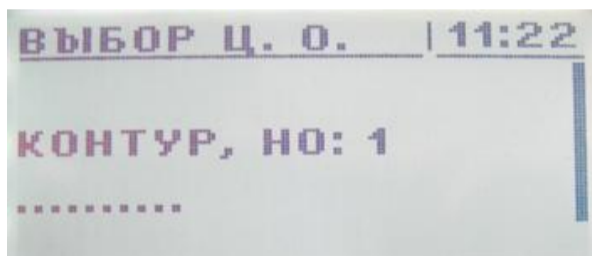 ВЫБОР Ц. О. | 11:22
КОНТУР, НО: 1
..........